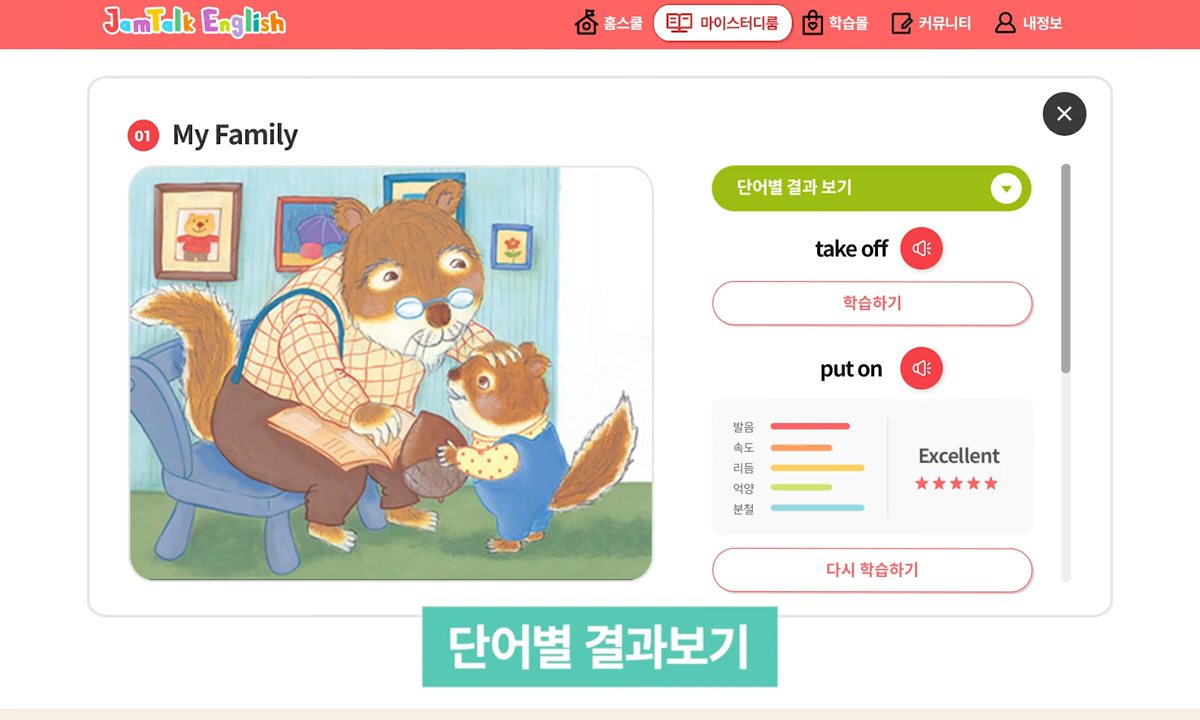 JamTalk English
홈스쿨
마이스터디룸
학습몰
커뮤니티
내정보
01 My Family
단어별 결과 보기
take off
학습하기
put on
발음
속도
리듬
억양
분철
Excellent
다시 학습하기
단어별 결과보기